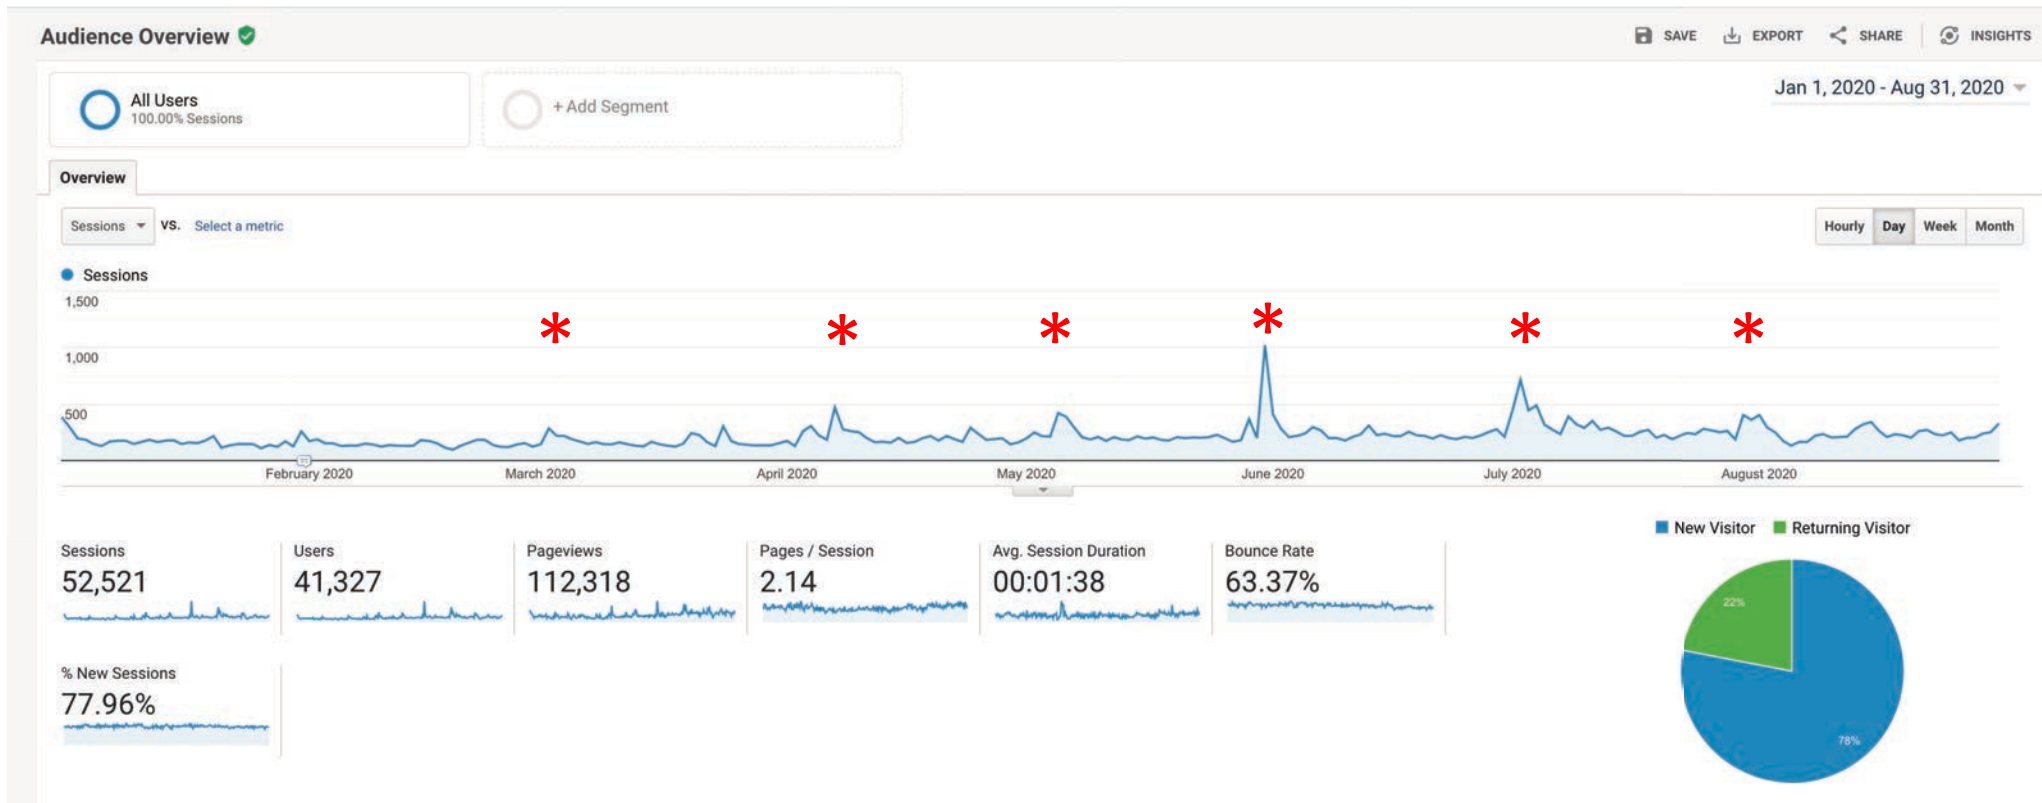 Audience Overview
SAVE EXPORT SHARE INSIGHTS
All Users
100.00% Sessions
+ Add Segment
Jan 1, 2020 - Aug 31, 2020
Overview
Sessions VS. Select a metric
Hourly Day Week Month
Sessions
1,500
* * * * * *
1,000
500
February 2020 March 2020 April 2020 May 2020 June 2020 July 2020 August 2020
New Visitor Returning Visitor
Sessions
52,521
Users
41,327
Pageviews
112,318
Pages / Session
2.14
Avg. Session Duration
00:01:38
Bounce Rate
63.37%
% New Sessions
77.96%
22%
78%